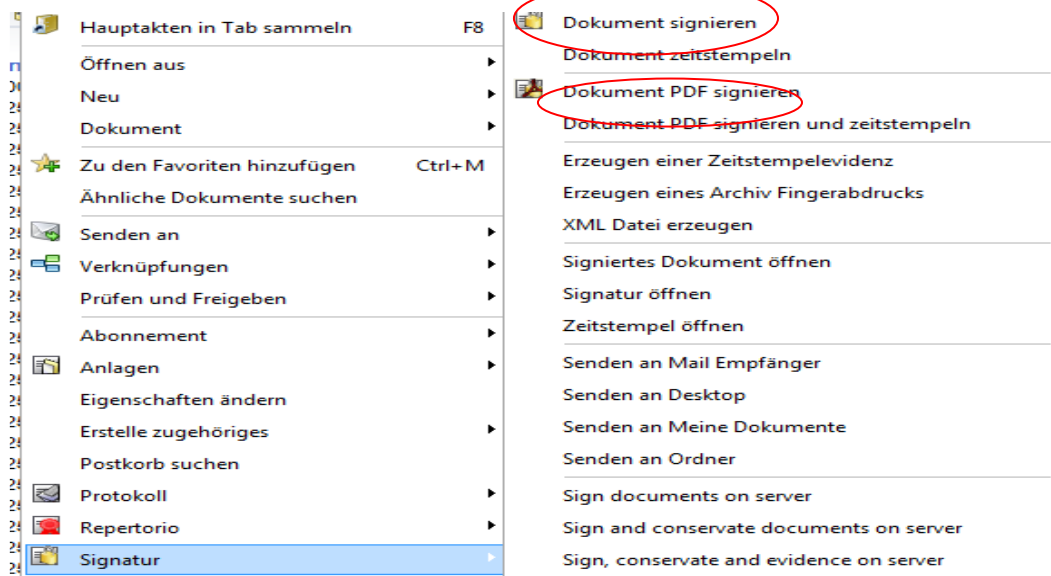 Hauptakten in Tab sammeln F8
Öffnen aus
Neu
Dokument
Zu den Favoriten hinzufügen Ctrl+M
Ähnliche Dokumente suchen
Senden an
Verknüpfungen
Prüfen und Freigeben
Abonnement
Anlagen
Eigenschaften ändern
Erstelle zugehöriges
Postkorb suchen
Protokoll
Repertorio
Signatur
Dokument signieren
Dokument zeitstempeln
Dokument PDF signieren
Dokument PDF signieren und zeitstempeln
Erzeugen einer Zeitstempelevidenz
Erzeugen eines Archiv Fingerabdrucks
XML Datei erzeugen
Signiertes Dokument öffnen
Signatur öffnen
Zeitstempel öffnen
Senden an Mail Empfänger
Senden an Desktop
Senden an Meine Dokumente
Senden an Ordner
Sign documents on server
Sign and conservate documents on server
Sign, conservate and evidence on server